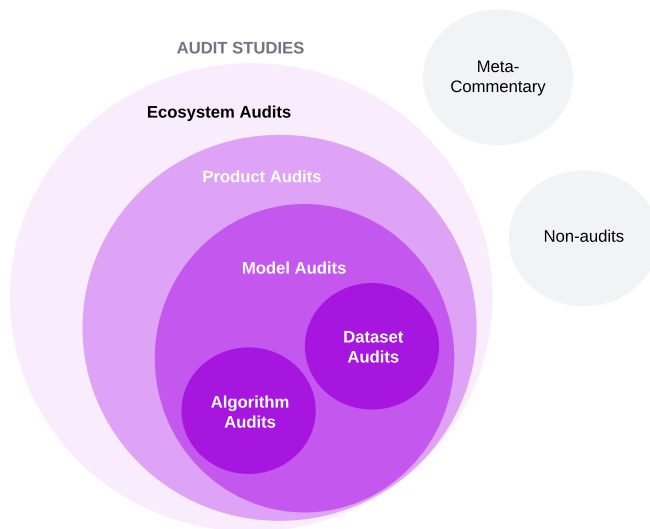 AUDIT STUDIES
Meta-
Commentary
Ecosystem Audits
Product Audits
Non-audits
Model Audits
Dataset
Audits
Algorithm
Audits